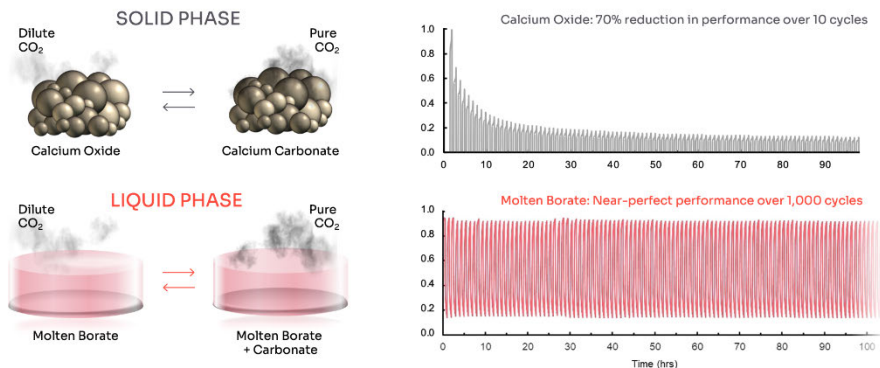 SOLID PHASE
Dilute
CO₂
Pure
CO₂
Calcium Oxide
Calcium Carbonate
Calcium Oxide: 70% reduction in performance over 10 cycles
1.0
0.8
0.6
0.4
0.2
0.0
0 10 20 30 40 50 60 70 80 90
LIQUID PHASE
Dilute
CO₂
Pure
CO₂
Molten Borate
Molten Borate
+ Carbonate
Molten Borate: Near-perfect performance over 1,000 cycles
1.0
0.8
0.6
0.4
0.2
0.0
0 10 20 30 40 50 60 70 80 90 100
Time (hrs)